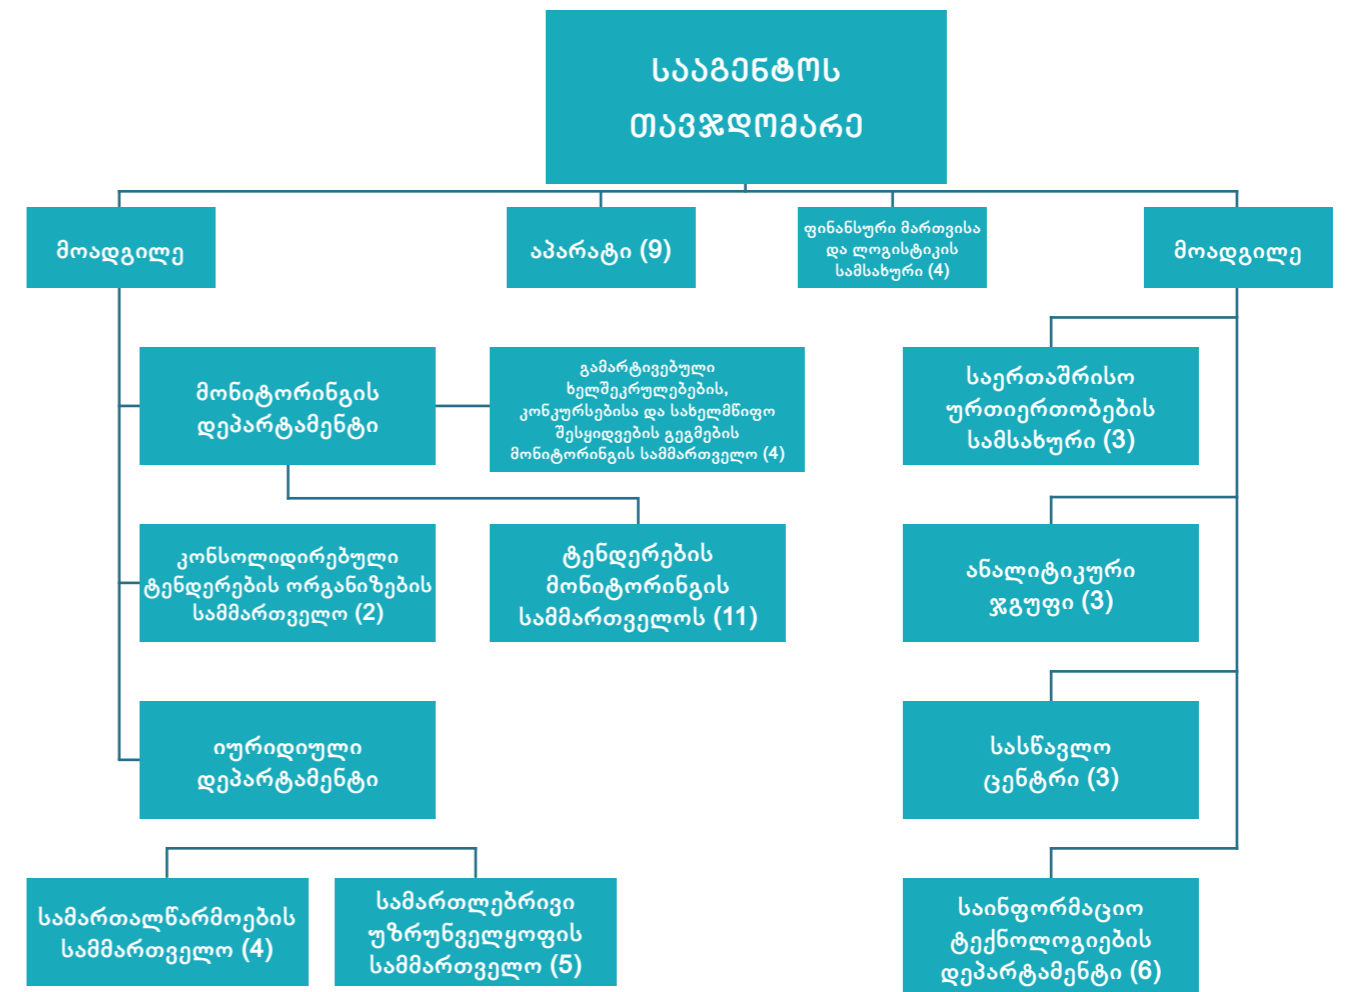 სააგენტოს
თავჯდომარე
მოადგილე
აპარატი (9)
ფინანსური მართვისა
და ლოგისტიკის
სამსახური (4)
მოადგილე
მონიტორინგის
დეპარტამენტი
გამარტივებული
ხელშეკრულებების,
კონკურსებისა და სახელმწიფო
შესყიდვების გეგმების
მონიტორინგის სამმართველო (4)
საერთაშრისო
ურთიერთობების
სამსახური (3)
კონსოლიდირებული
ტენდერების ორგანიზების
სამმართველო (2)
ტენდერების
მონიტორინგის
სამმართველოს (11)
ანალიტიკური
ჯგუფი (3)
იურიდიული
დეპარტამენტი
სასწავლო
ცენტრი (3)
სამართალწარმოების
სამმართველო (4)
სამართლებრივი
უზრუნველყოფის
სამმართველო (5)
საინფორმაციო
ტექნოლოგიების
დეპარტამენტი (6)